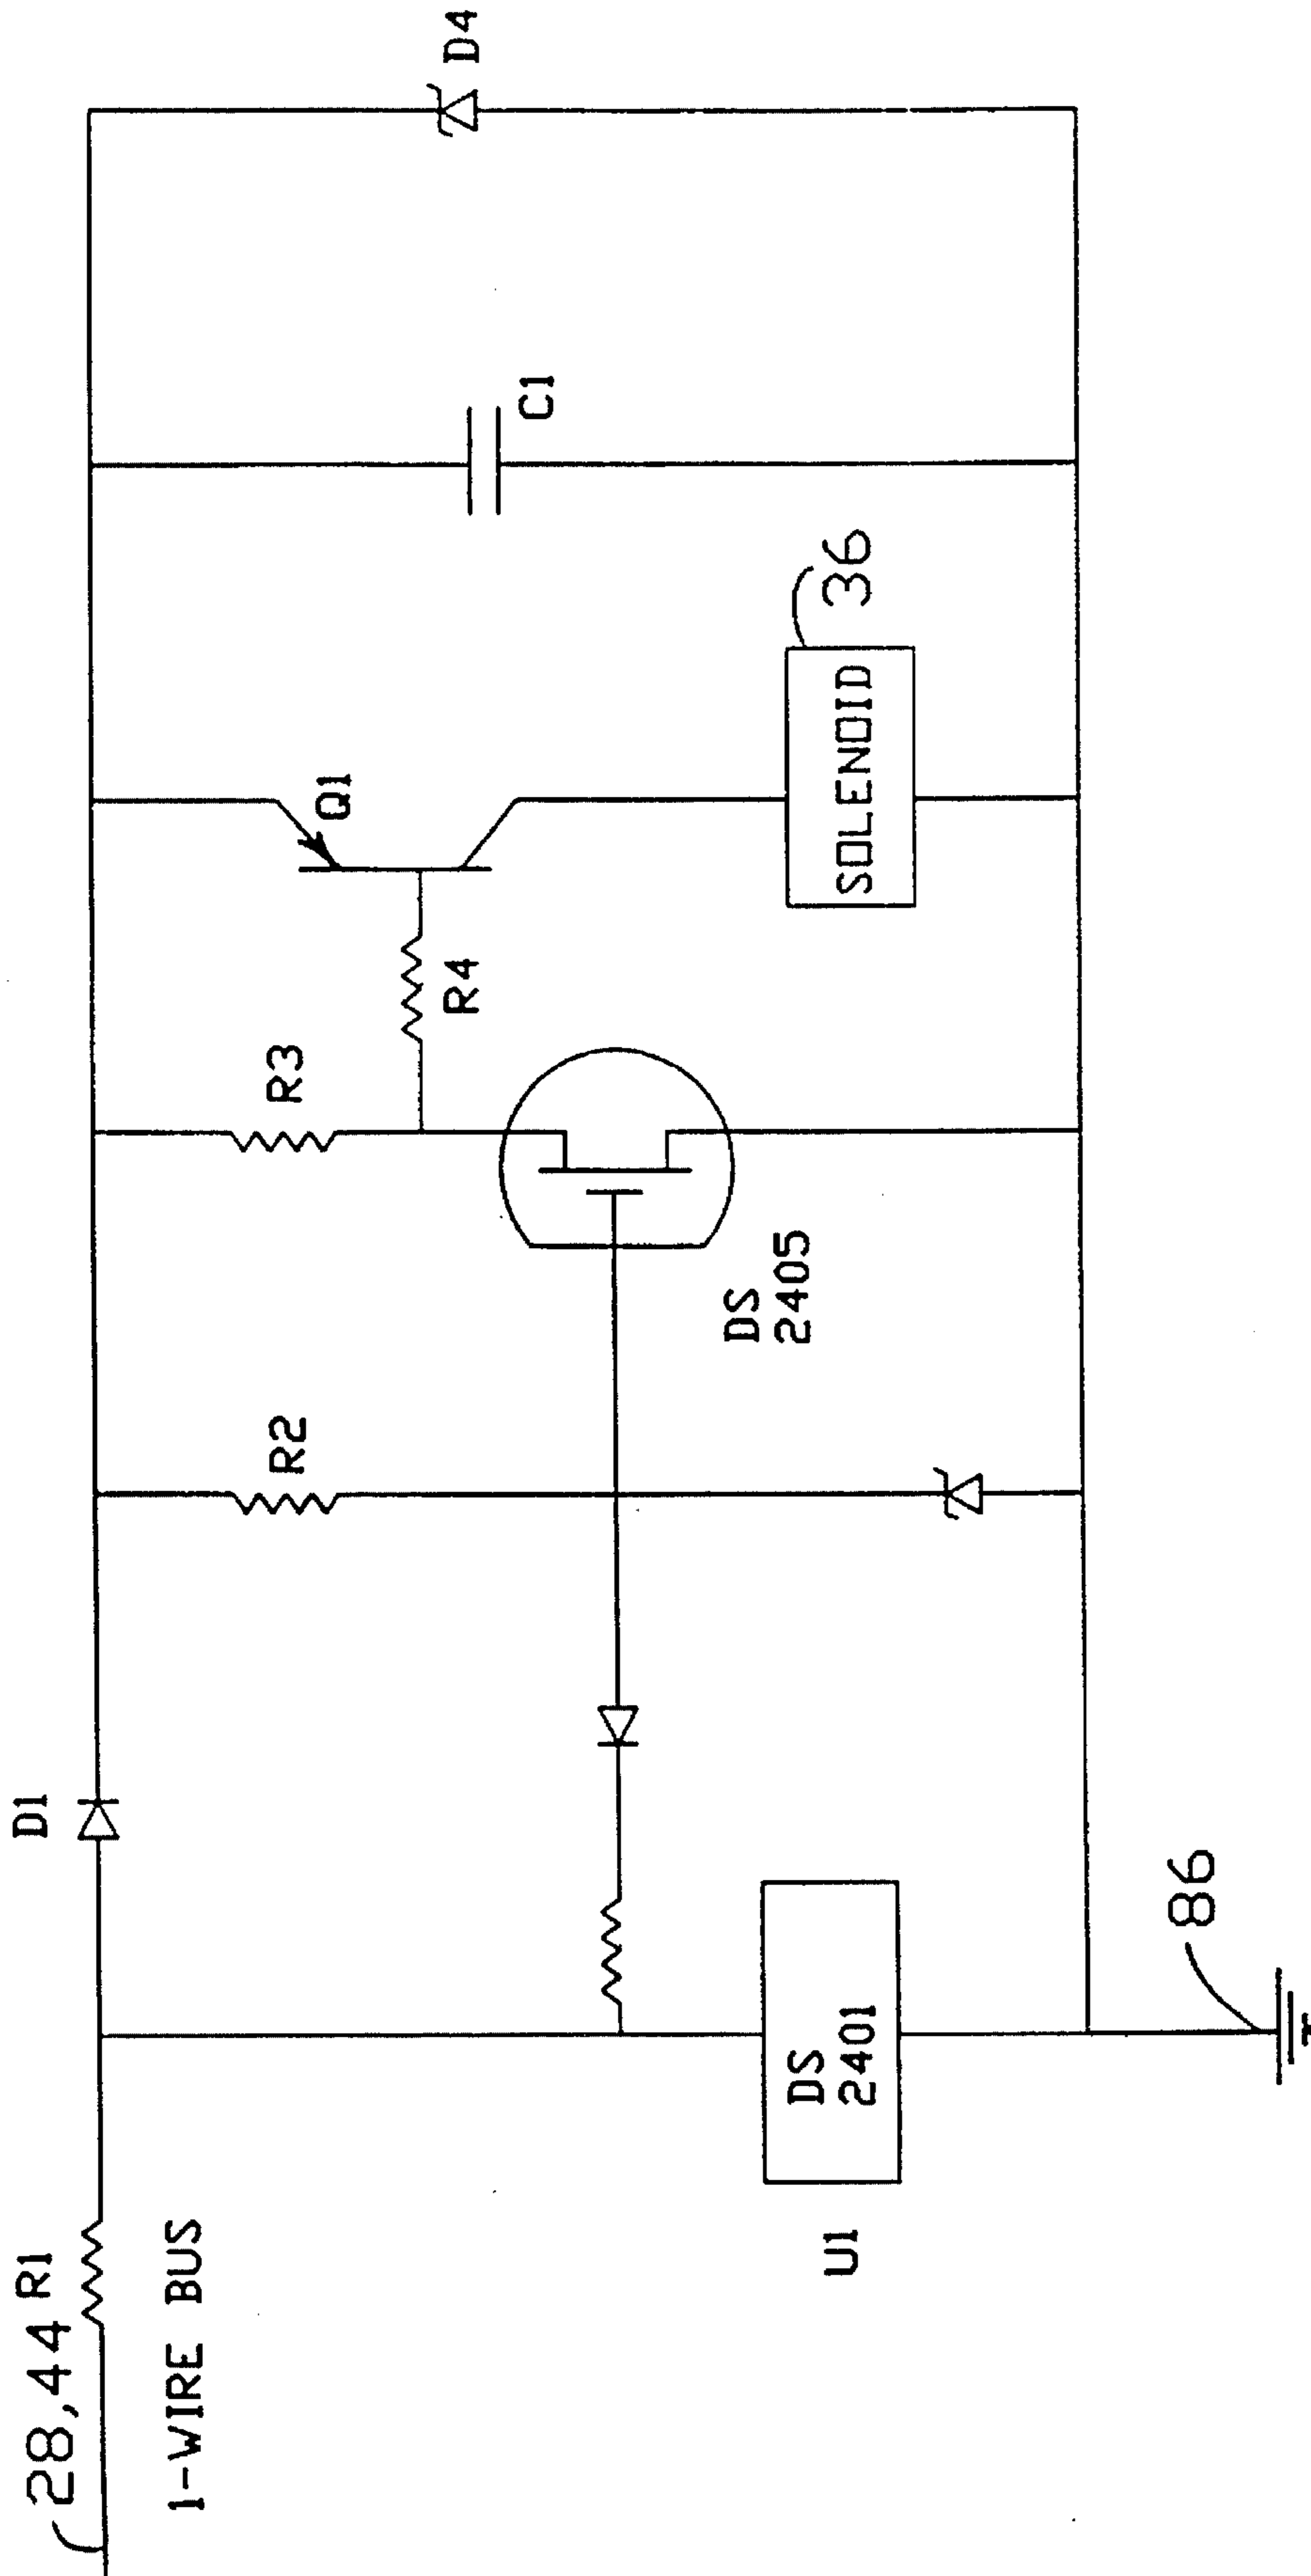 28,44
R1
1-WIRE BUS
D1
U1
DS
2401
86
R2
DS
2405
R3
R4
Q1
SOLENOID
36
C1
D4